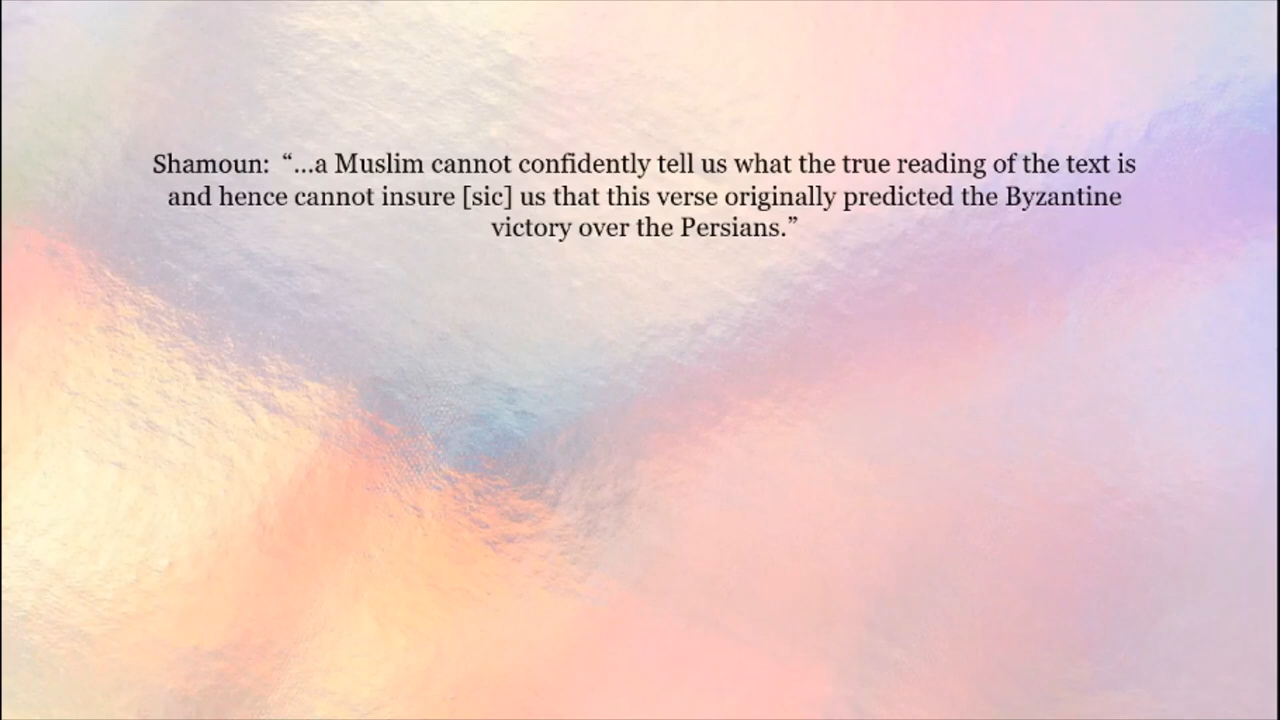 Shamoun:  “...a Muslim cannot confidently tell us what the true reading of the text is
and hence cannot insure [sic] us that this verse originally predicted the Byzantine
victory over the Persians.”